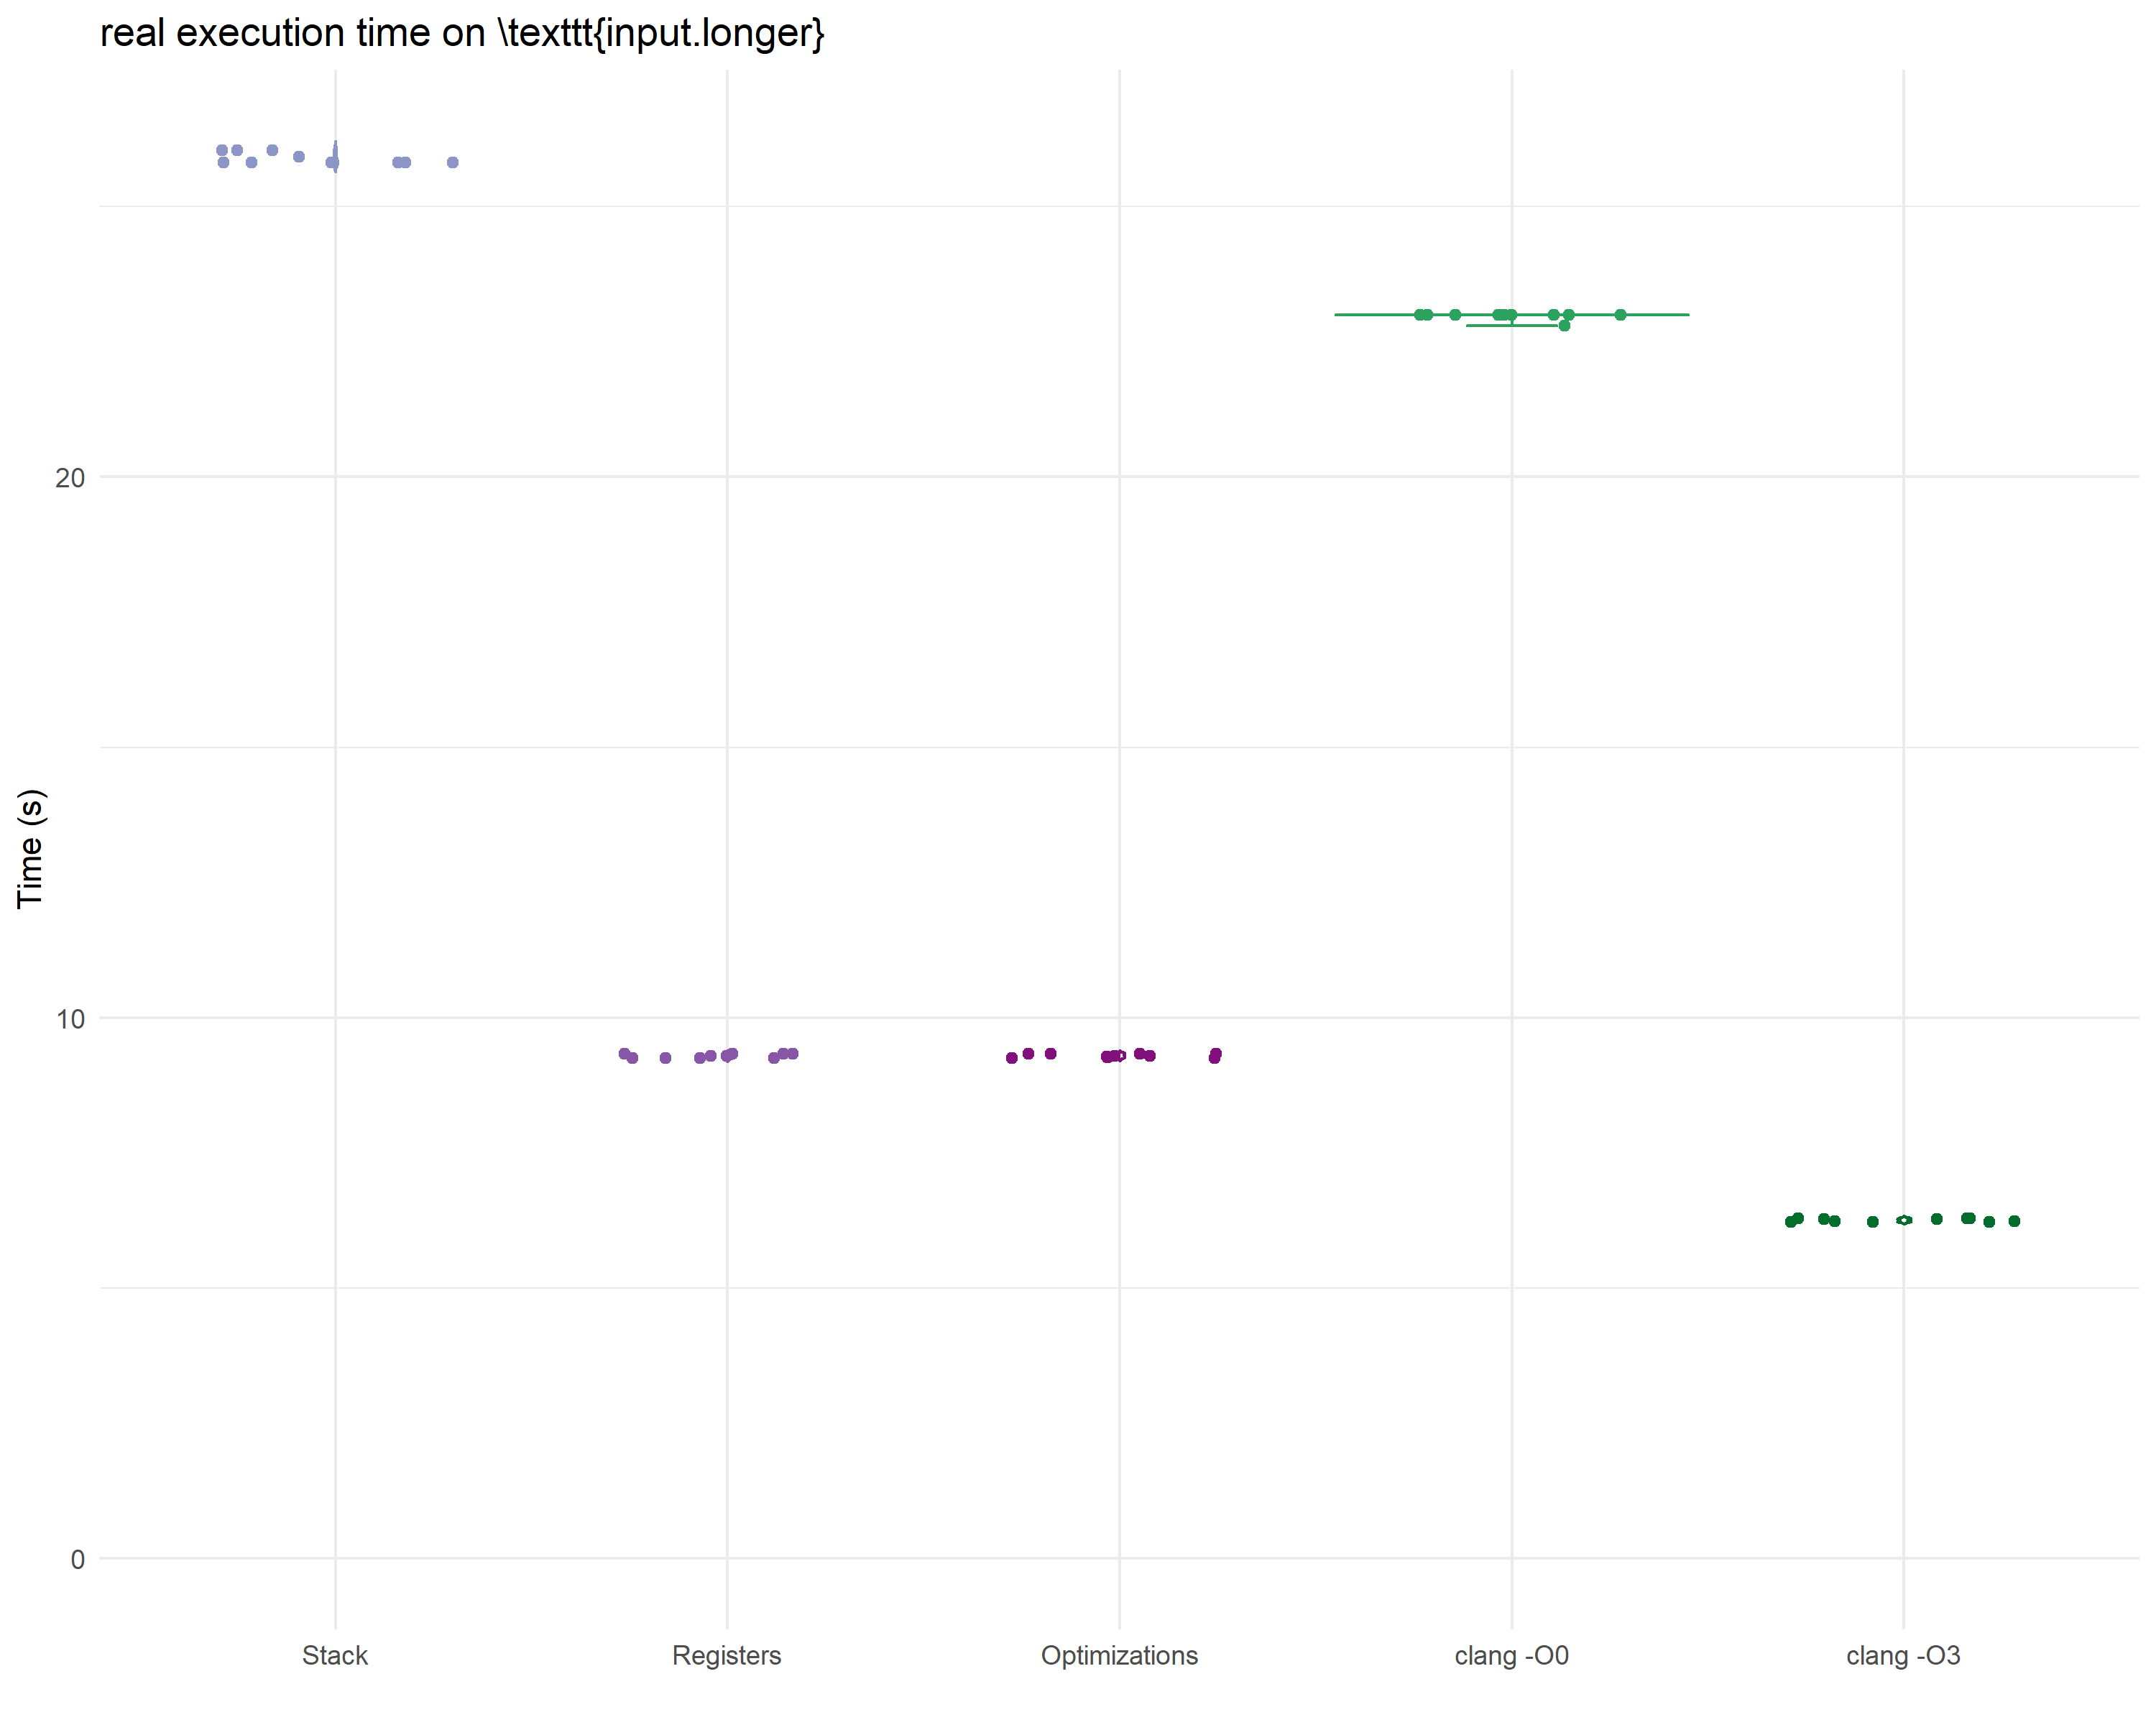 real execution time on \texttt{input.longer}
Time (s)
20
10
0
Stack
Registers
Optimizations
clang -O0
clang -O3